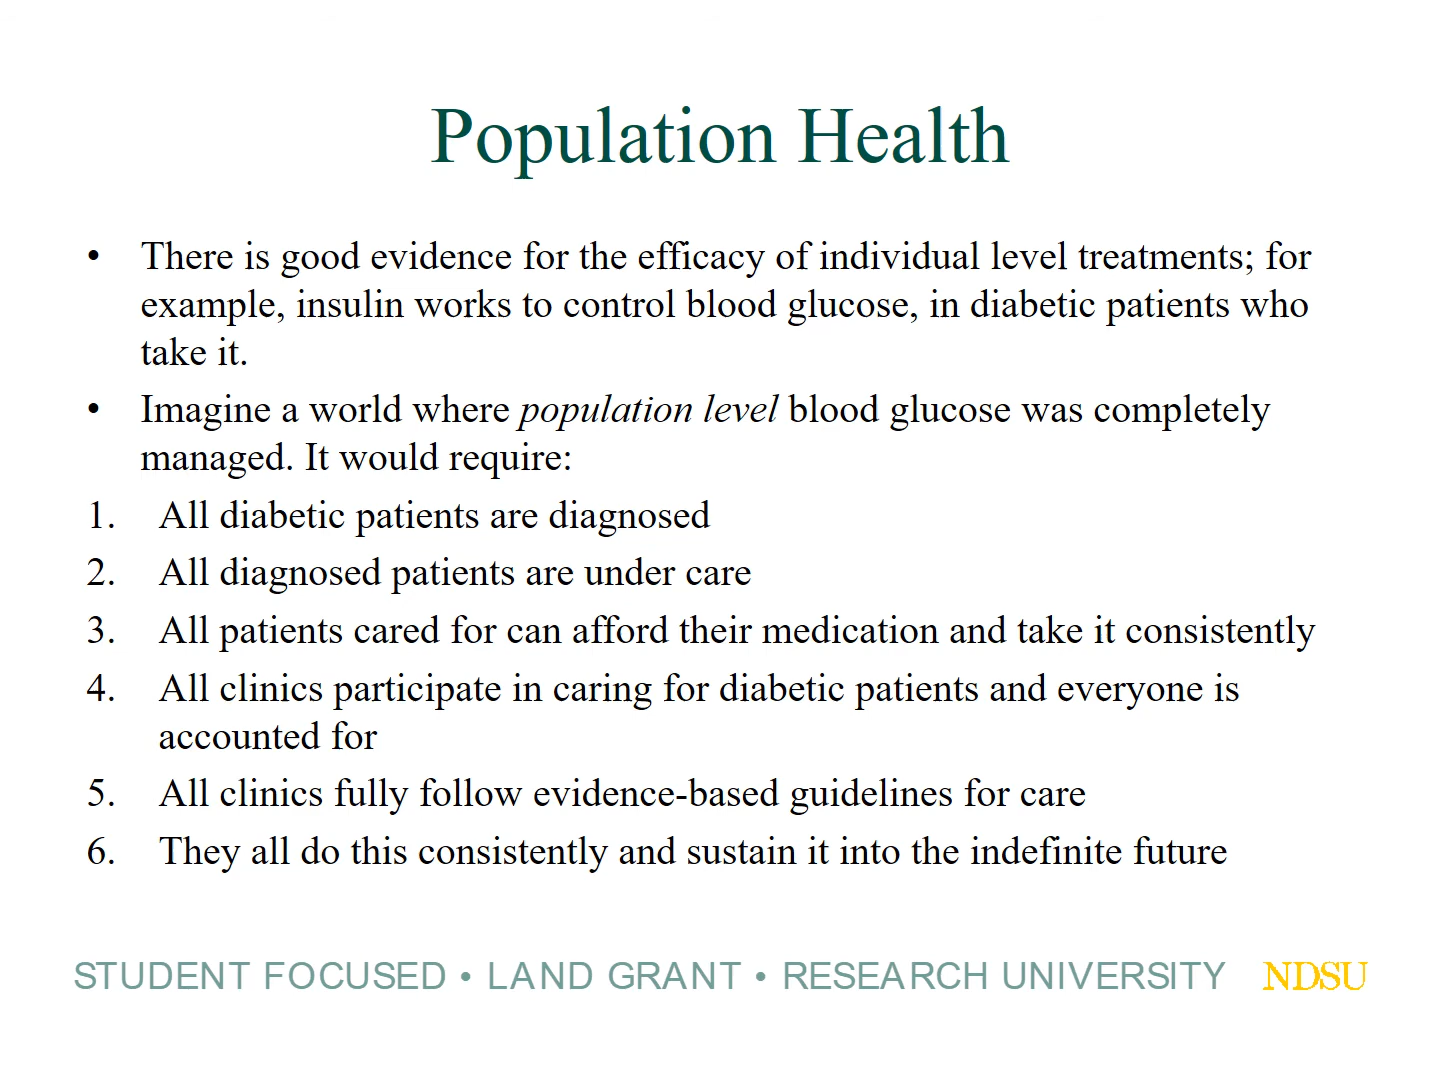 Population Health
• There is good evidence for the efficacy of individual level treatments; for
example, insulin works to control blood glucose, in diabetic patients who
take it.
• Imagine a world where population level blood glucose was completely
managed. It would require:
1. All diabetic patients are diagnosed
2. All diagnosed patients are under care
3. All patients cared for can afford their medication and take it consistently
4. All clinics participate in caring for diabetic patients and everyone is
accounted for
5. All clinics fully follow evidence-based guidelines for care
6. They all do this consistently and sustain it into the indefinite future
STUDENT FOCUSED • LAND GRANT • RESEARCH UNIVERSITY NDSU